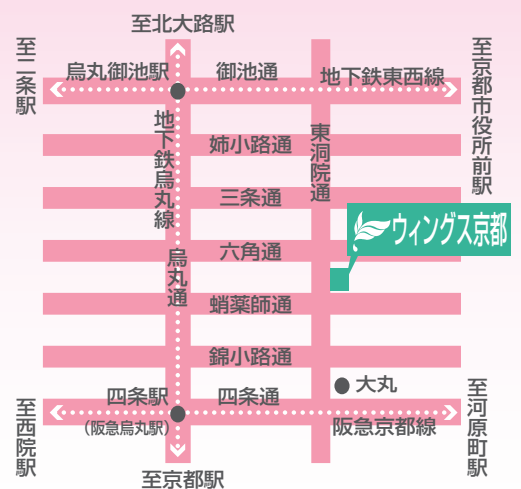 至北大路駅
至二条駅
烏丸御池駅
御池通
地下鉄東西線
至京都市役所前駅
地下鉄烏丸線
姉小路通
東洞院通
三条通
ウィングス京都
六角通
烏丸通
蛸薬師通
錦小路通
大丸
四条駅
四条通
(阪急烏丸駅)
阪急京都線
至西院駅
至河原町駅
至京都駅